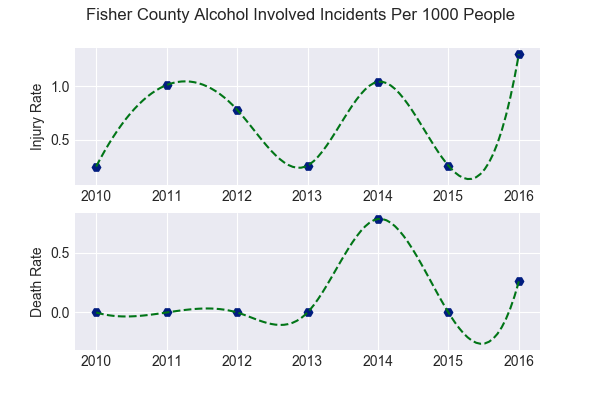 Fisher County Alcohol Involved Incidents Per 1000 People
Injury Rate
1.0
0.5
2010 2011 2012 2013 2014 2015 2016
Death Rate
0.5
0.0
2010 2011 2012 2013 2014 2015 2016